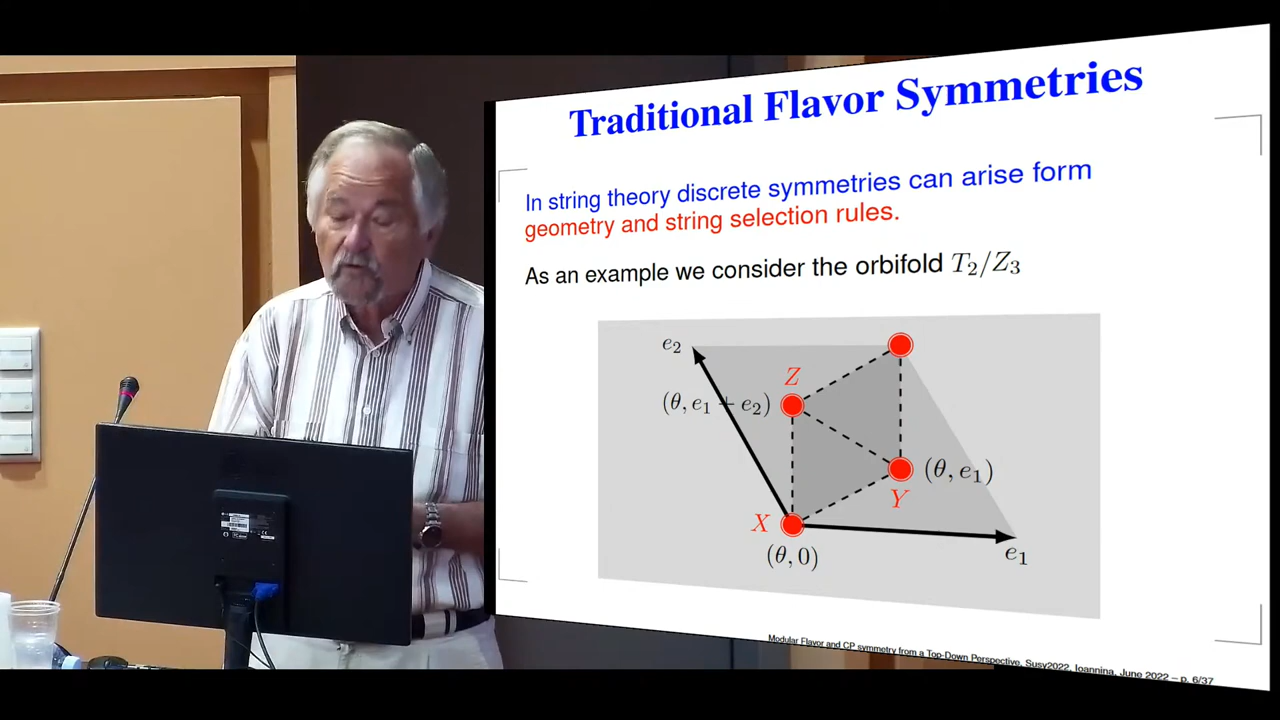 Traditional Flavor Symmetries
In string theory discrete symmetries can arise form
geometry and string selection rules.
As an example we consider the orbifold T₂/Z₃
e₂
Z
(θ, e₁ + e₂)
(θ, e₁)
Y
X
(θ, 0)
e₁
Modular Flavor and CP symmetry from a Top-Down Perspective, Susy2022, Ioannina, June 2022 – p. 6/37